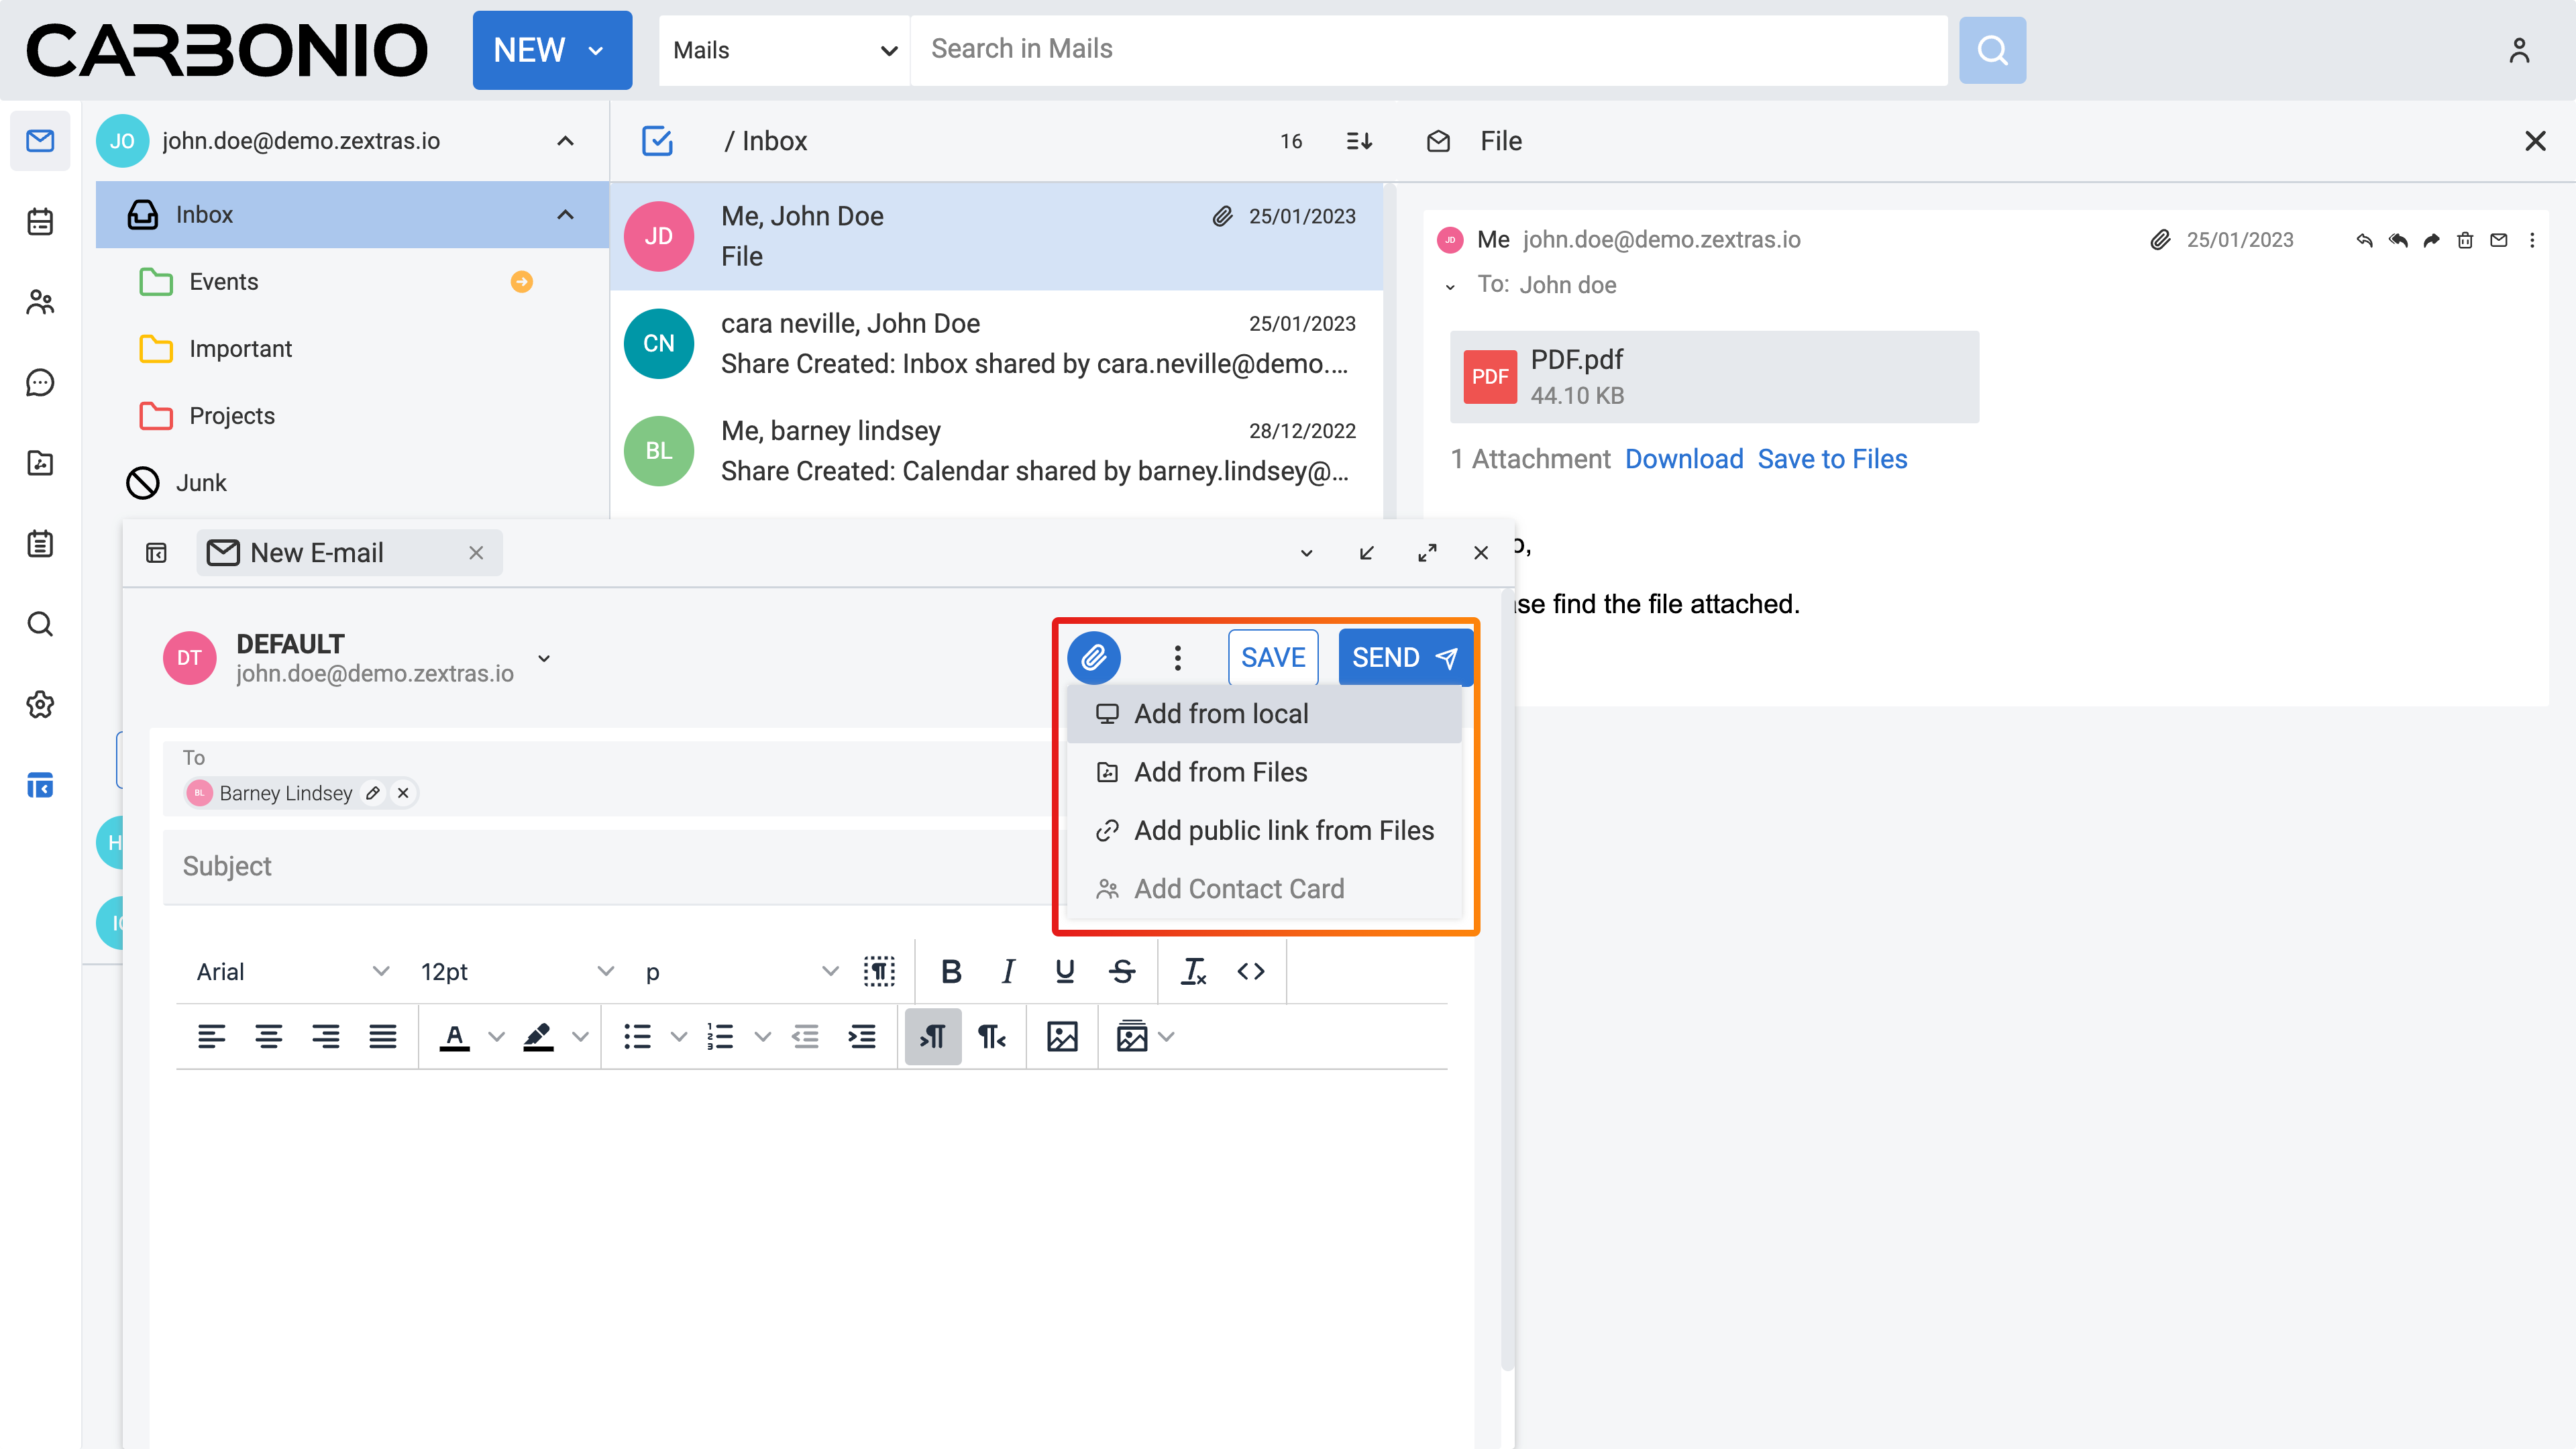 CARBONIO
NEW
Mails
Search in Mails
JO
john.doe@demo.zextras.io
Inbox
Events
Important
Projects
Junk
/ Inbox
16
JD
Me, John Doe
25/01/2023
File
CN
cara neville, John Doe
25/01/2023
Share Created: Inbox shared by cara.neville@demo....
BL
Me, barney lindsey
28/12/2022
Share Created: Calendar shared by barney.lindsey@...
File
JD
Me john.doe@demo.zextras.io
25/01/2023
To: John doe
PDF
PDF.pdf
44.10 KB
1 Attachment Download Save to Files
o,
se find the file attached.
New E-mail
DT
DEFAULT
john.doe@demo.zextras.io
SAVE
SEND
Add from local
Add from Files
Add public link from Files
Add Contact Card
To
BL
Barney Lindsey
Subject
H
Arial
12pt
p